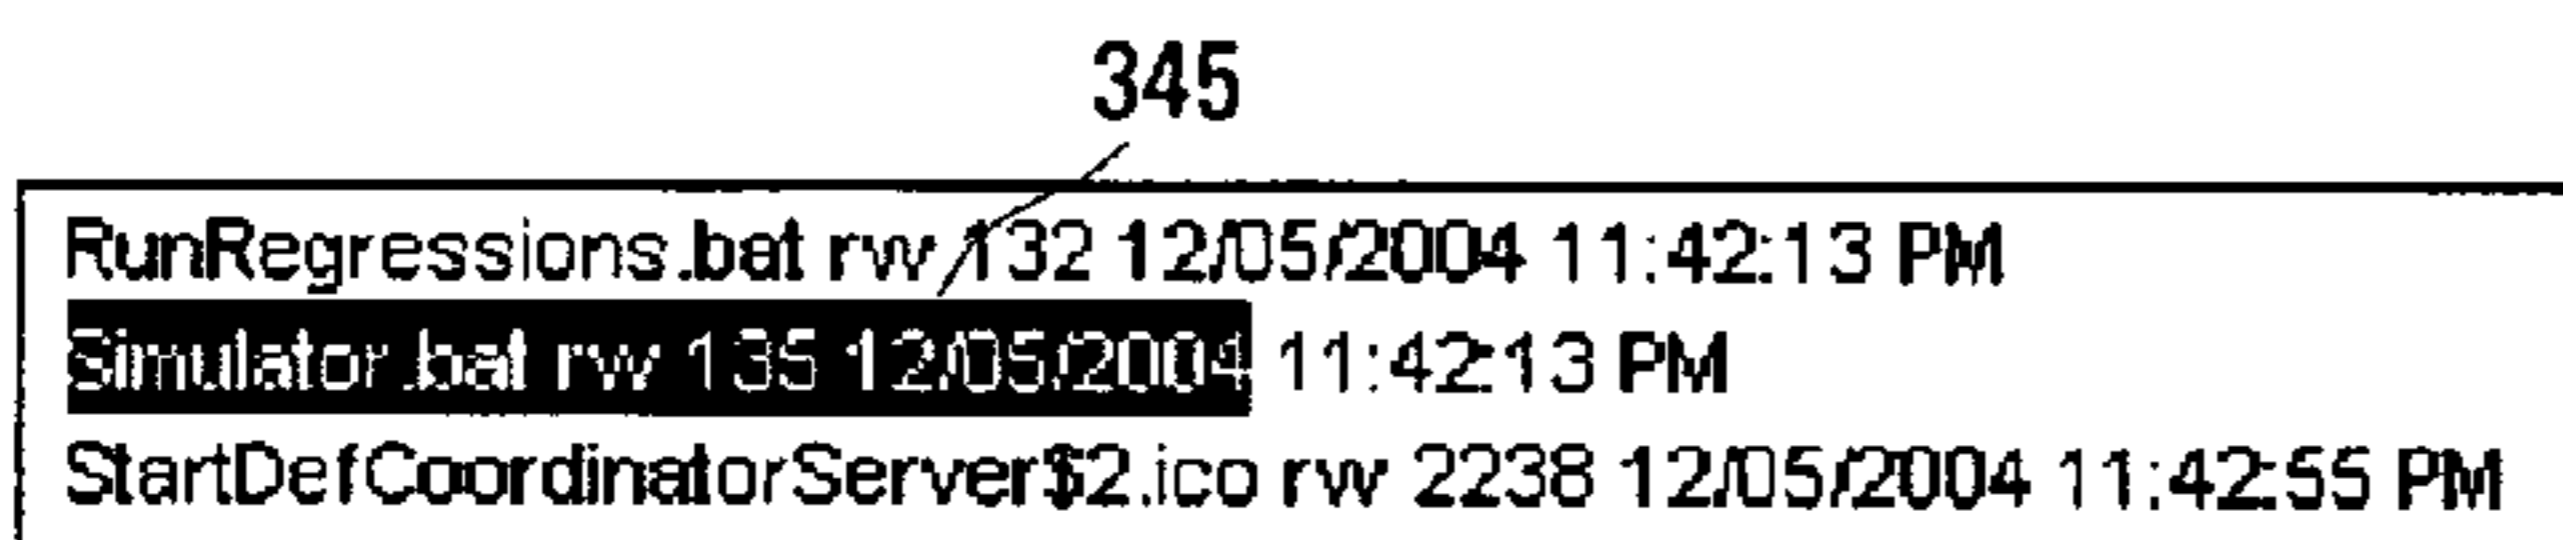 345
RunRegressions.bat rw 132 12/05/2004 11:42:13 PM
Simulator.bat rw 135 12/05/2004 11:42:13 PM
StartDefCoordinatorServer$2.ico rw 2238 12/05/2004 11:42:55 PM